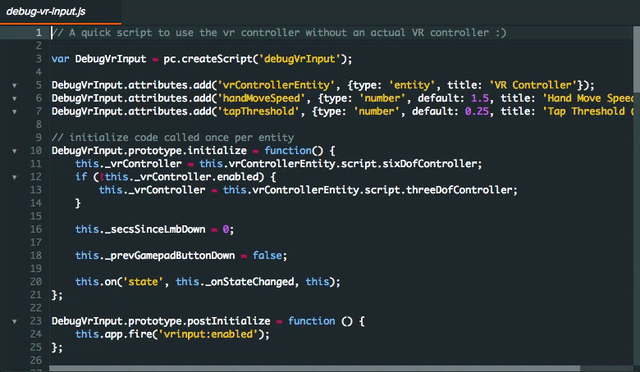 debug-vr-input.js
1 // A quick script to use the vr controller without an actual VR controller :)
2
3 var DebugVrInput = pc.createScript('debugVrInput');
4
5 DebugVrInput.attributes.add('vrControllerEntity', {type: 'entity', title: 'VR Controller'});
6 DebugVrInput.attributes.add('handMoveSpeed', {type: 'number', default: 1.5, title: 'Hand Move Speed
7 DebugVrInput.attributes.add('tapThreshold', {type: 'number', default: 0.25, title: 'Tap Threshold
8
9 // initialize code called once per entity
10 DebugVrInput.prototype.initialize = function() {
11 this._vrController = this.vrControllerEntity.script.sixDofController;
12 if (!this._vrController.enabled) {
13 this._vrController = this.vrControllerEntity.script.threeDofController;
14 }
15
16 this._secsSinceLmbDown = 0;
17
18 this._prevGamepadButtonDown = false;
19
20 this.on('state', this._onStateChanged, this);
21 };
22
23 DebugVrInput.prototype.postInitialize = function () {
24 this.app.fire('vrinput:enabled');
25 };
26